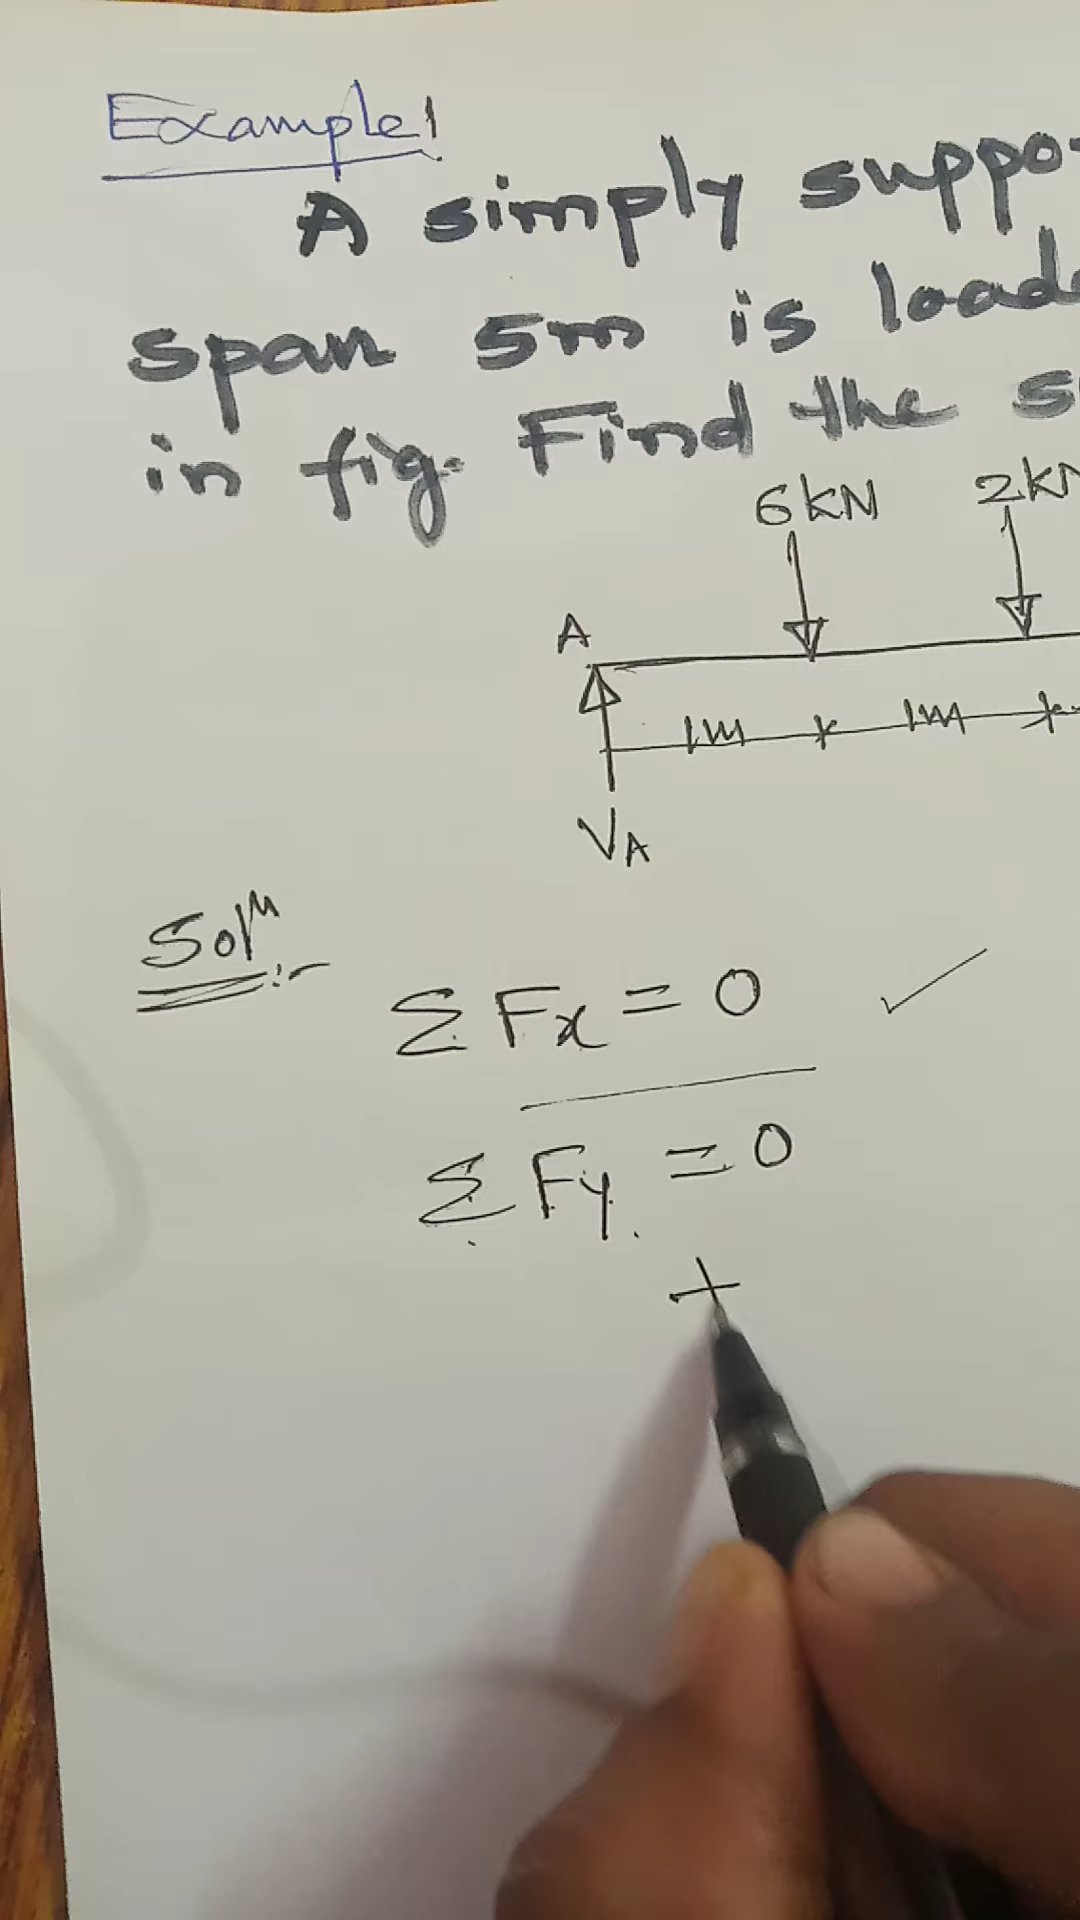 Example 1
A simply suppo
span 5m is load
in fig. Find the s
6kN 2kN
A
1m 1m
VA
Solⁿ:-
ΣFx = 0 ✓
ΣFy = 0
+